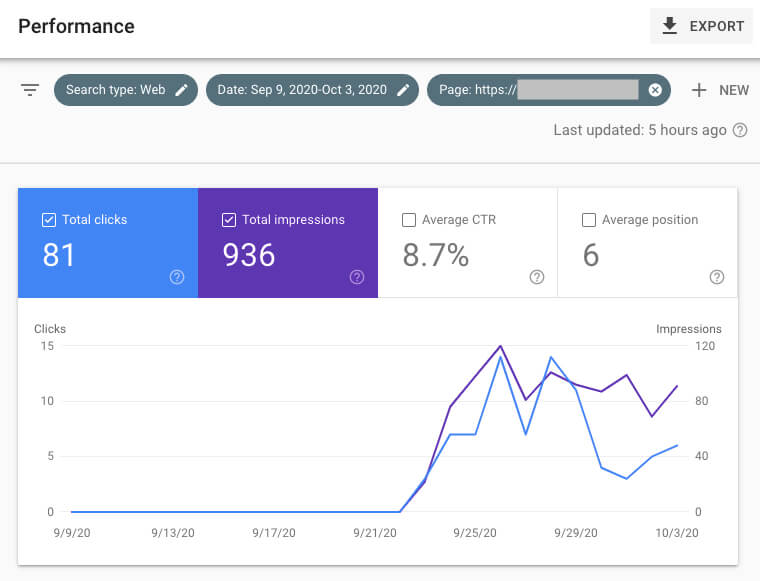 Performance
EXPORT
Search type: Web
Date: Sep 9, 2020-Oct 3, 2020
Page: https://
NEW
Last updated: 5 hours ago
Total clicks
81
Total impressions
936
Average CTR
8.7%
Average position
6
Clicks
Impressions
15
120
10
80
5
40
0
0
9/9/20
9/13/20
9/17/20
9/21/20
9/25/20
9/29/20
10/3/20